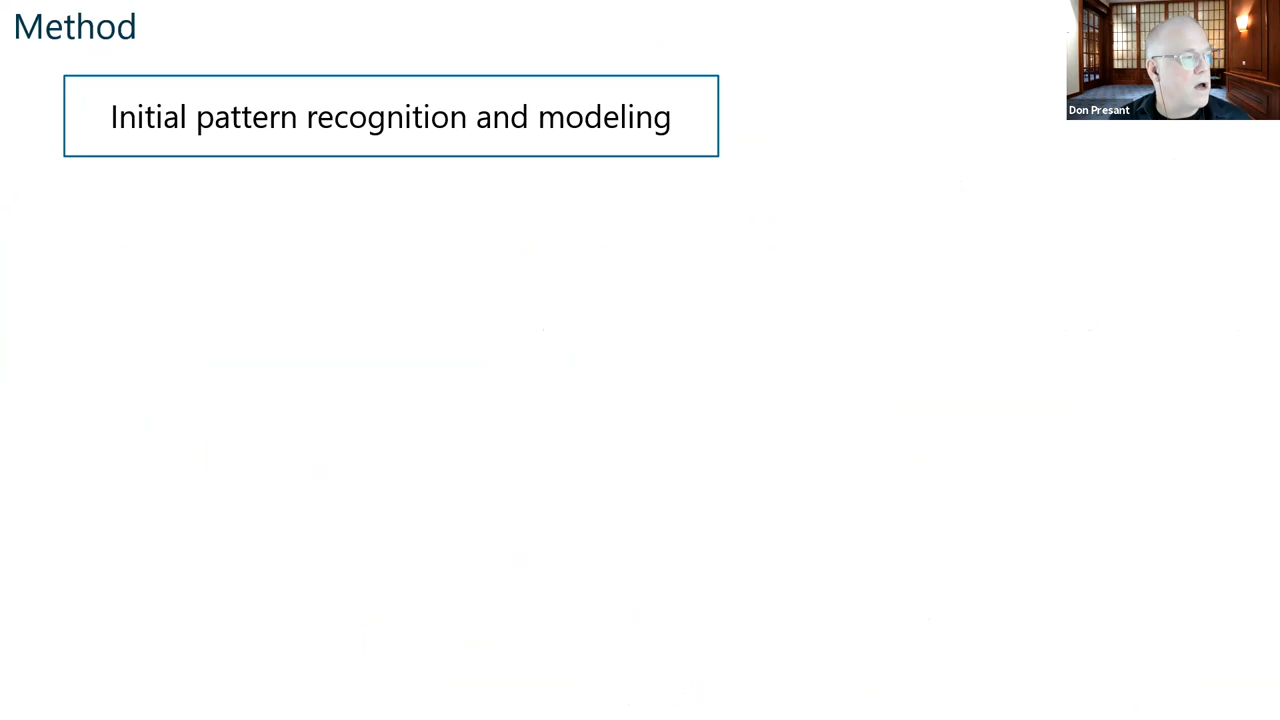 Method
Initial pattern recognition and modeling
Don Presant